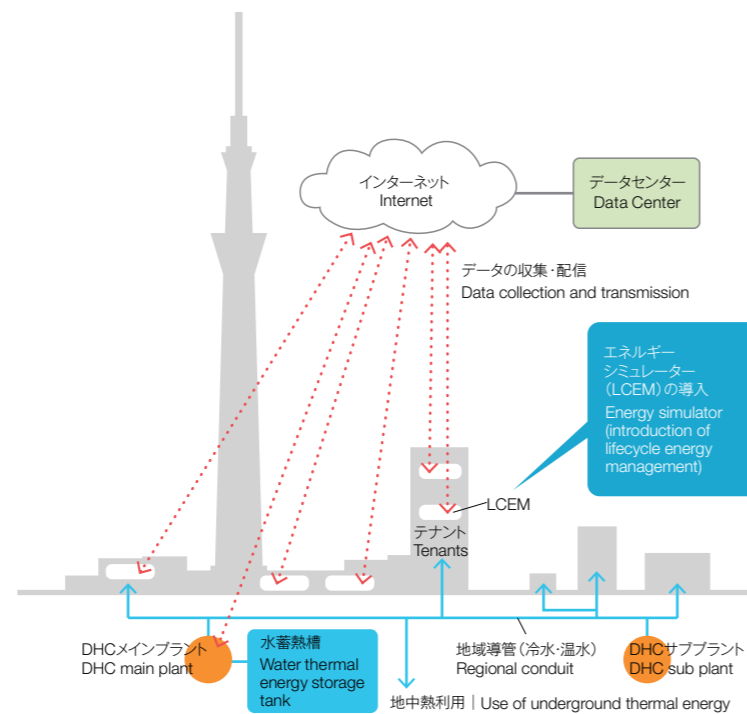 インターネット
Internet
データセンター
Data Center
データの収集・配信
Data collection and transmission
エネルギー
シミュレーター
（LCEM）の導入
Energy simulator
(introduction of
lifecycle energy
management)
LCEM
テナント
Tenants
DHCメインプラント
DHC main plant
水蓄熱槽
Water thermal
energy storage
tank
地域導管（冷水・温水）
Regional conduit
DHCサブプラント
DHC sub plant
地中熱利用｜Use of underground thermal energy